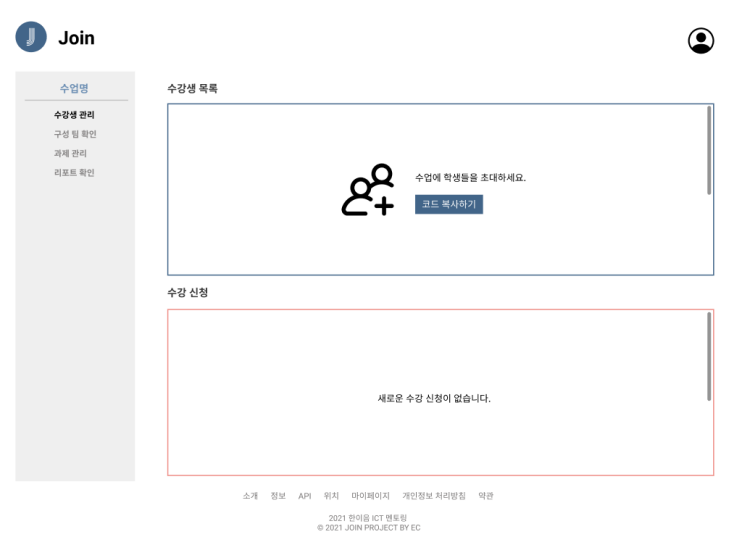 Join
수업명
수강생 관리
구성 팀 확인
과제 관리
리포트 확인
수강생 목록
수업에 학생들을 초대하세요.
코드 복사하기
수강 신청
새로운 수강 신청이 없습니다.
소개 정보 API 위치 마이페이지 개인정보 처리방침 약관
2021 한이음 ICT 멘토링
© 2021 JOIN PROJECT BY EC